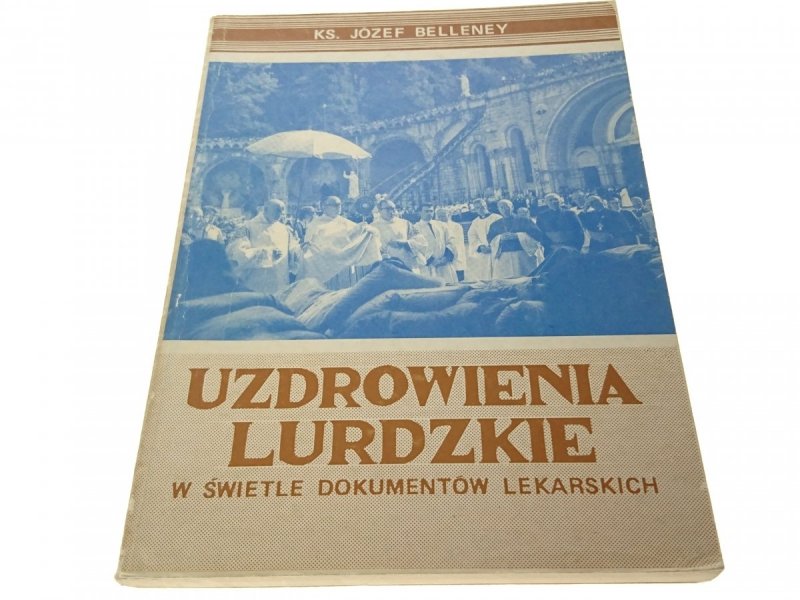 KS. JÓZEF BELLENEY
UZDROWIENIA
LURDZKIE
W ŚWIETLE DOKUMENTÓW LEKARSKICH